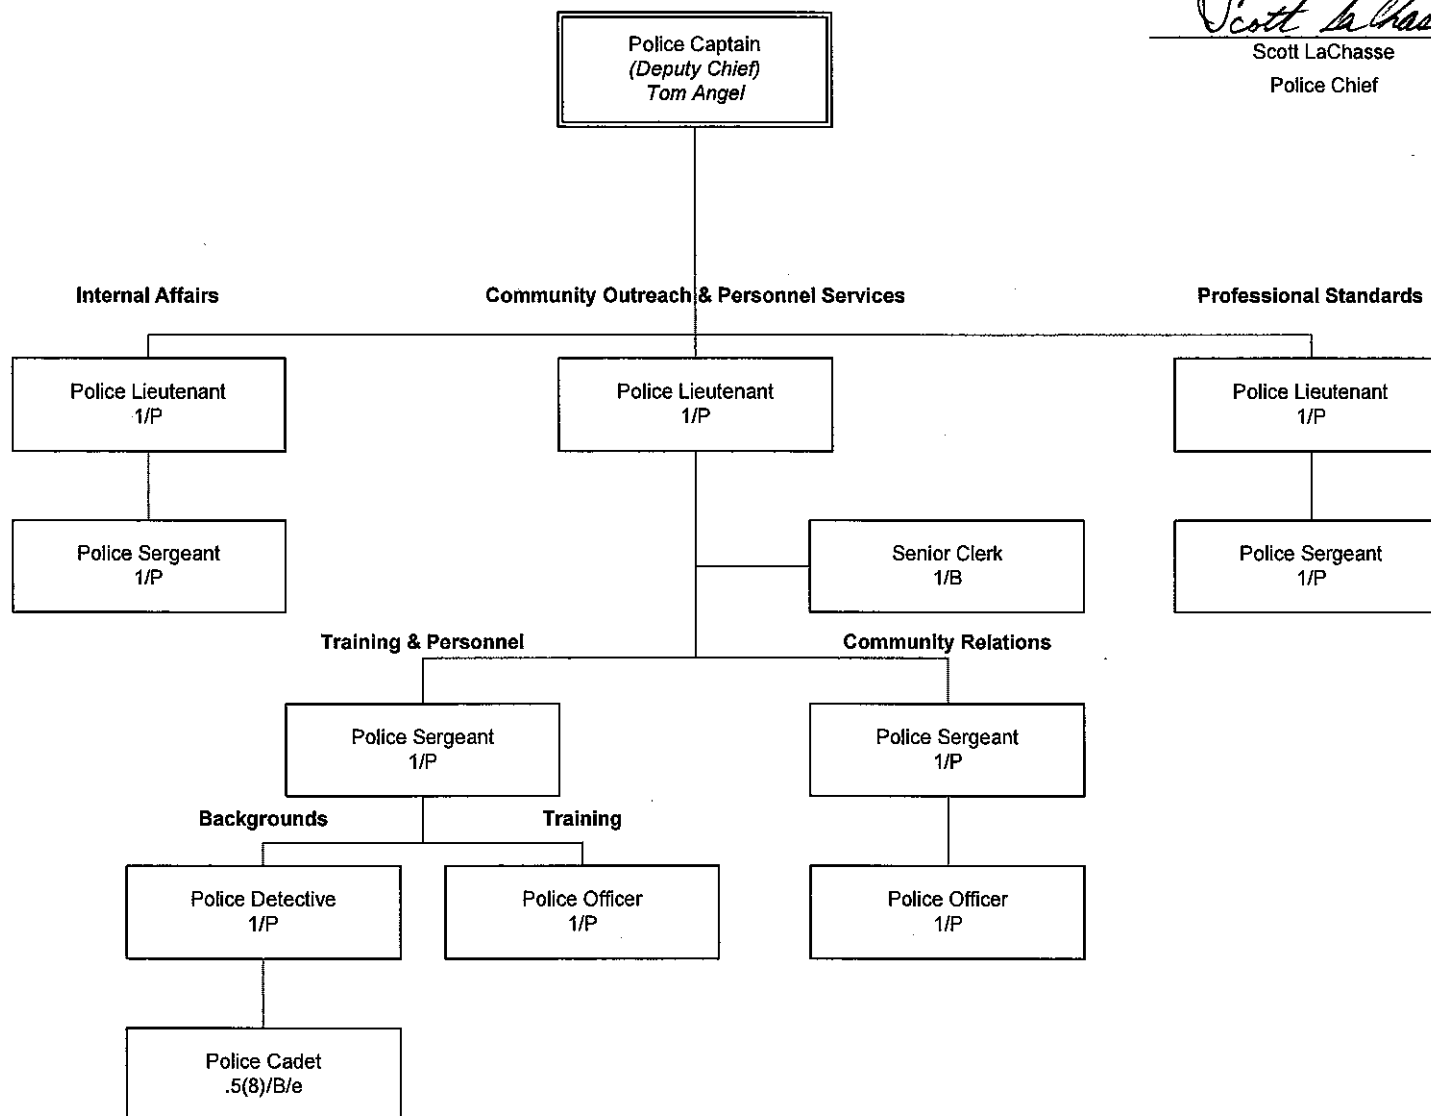 Police Captain
(Deputy Chief)
Tom Angel
Scott LaChasse
Police Chief
Internal Affairs
Community Outreach & Personnel Services
Professional Standards
Police Lieutenant
1/P
Police Lieutenant
1/P
Police Lieutenant
1/P
Police Sergeant
1/P
Senior Clerk
1/B
Police Sergeant
1/P
Training & Personnel
Community Relations
Police Sergeant
1/P
Police Sergeant
1/P
Backgrounds
Training
Police Detective
1/P
Police Officer
1/P
Police Officer
1/P
Police Cadet
.5(8)/B/e